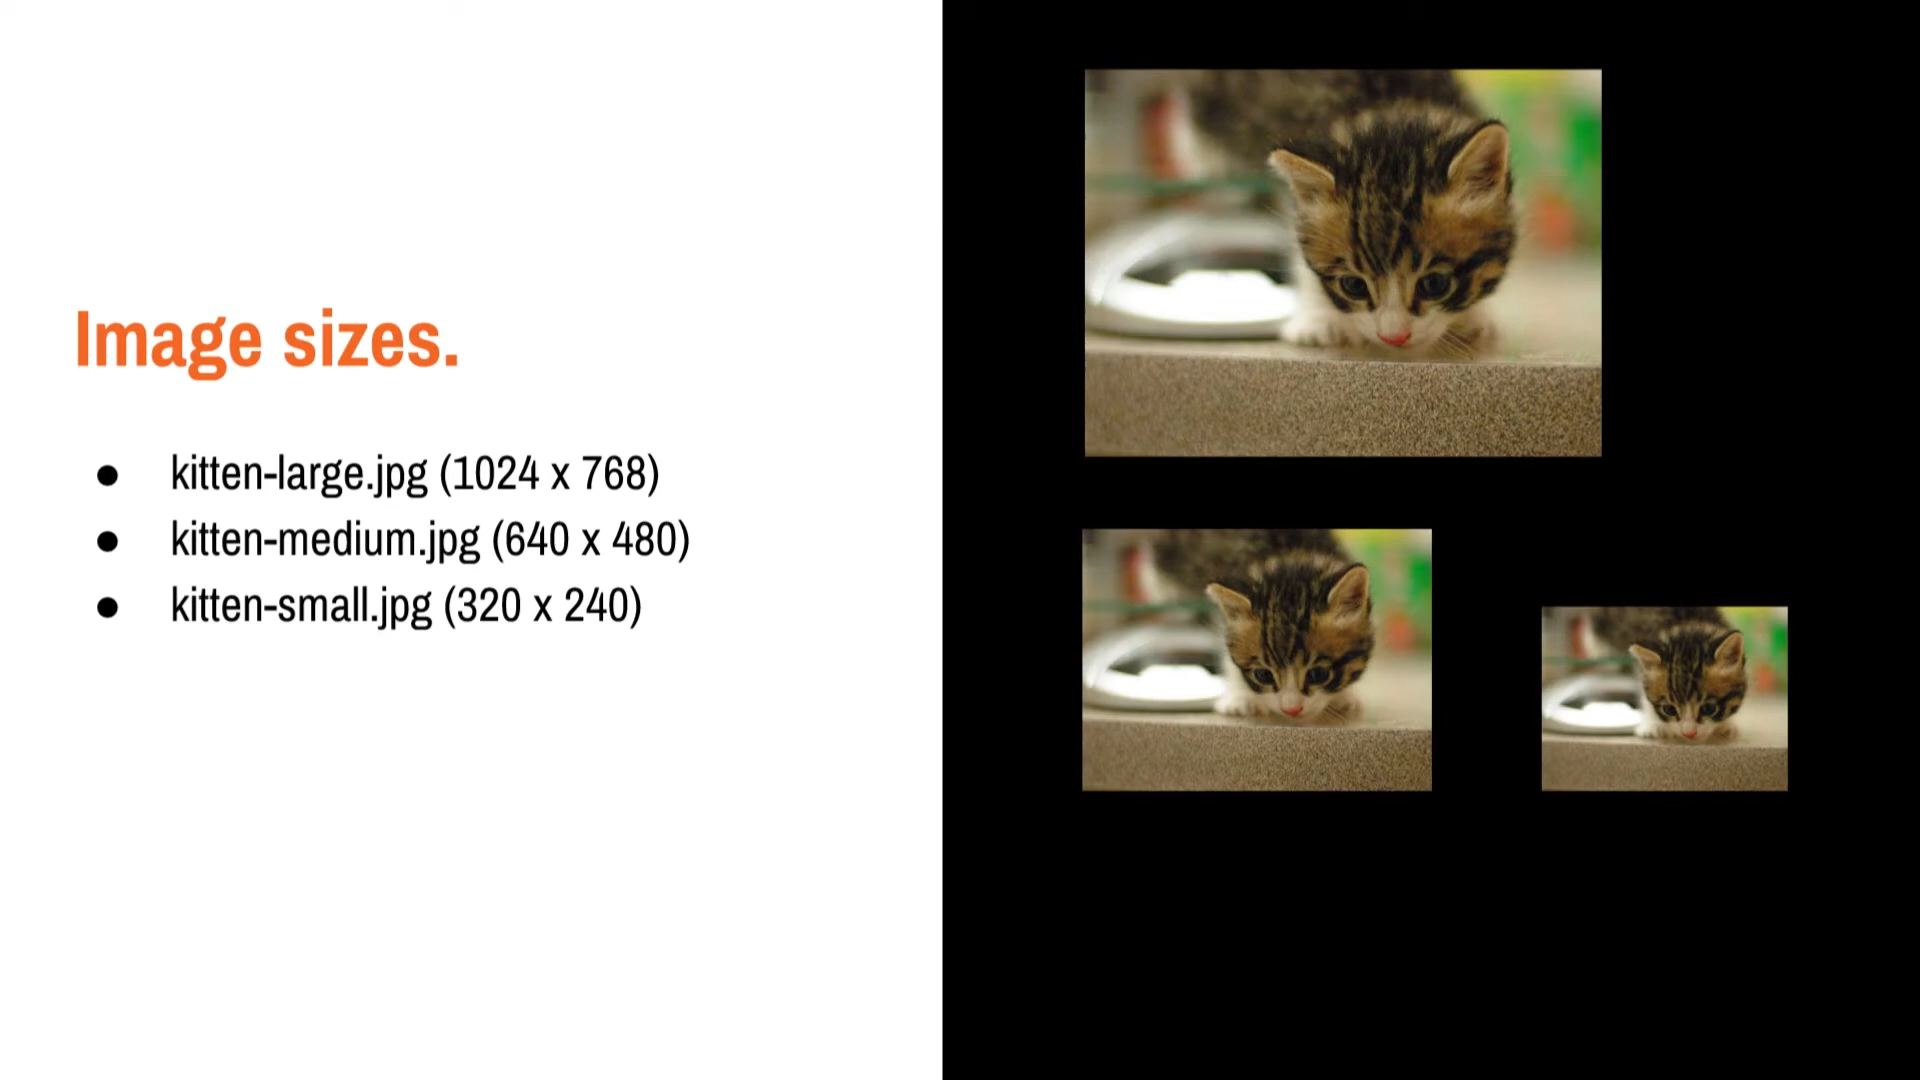 Image sizes.
● kitten-large.jpg (1024 x 768)
● kitten-medium.jpg (640 x 480)
● kitten-small.jpg (320 x 240)